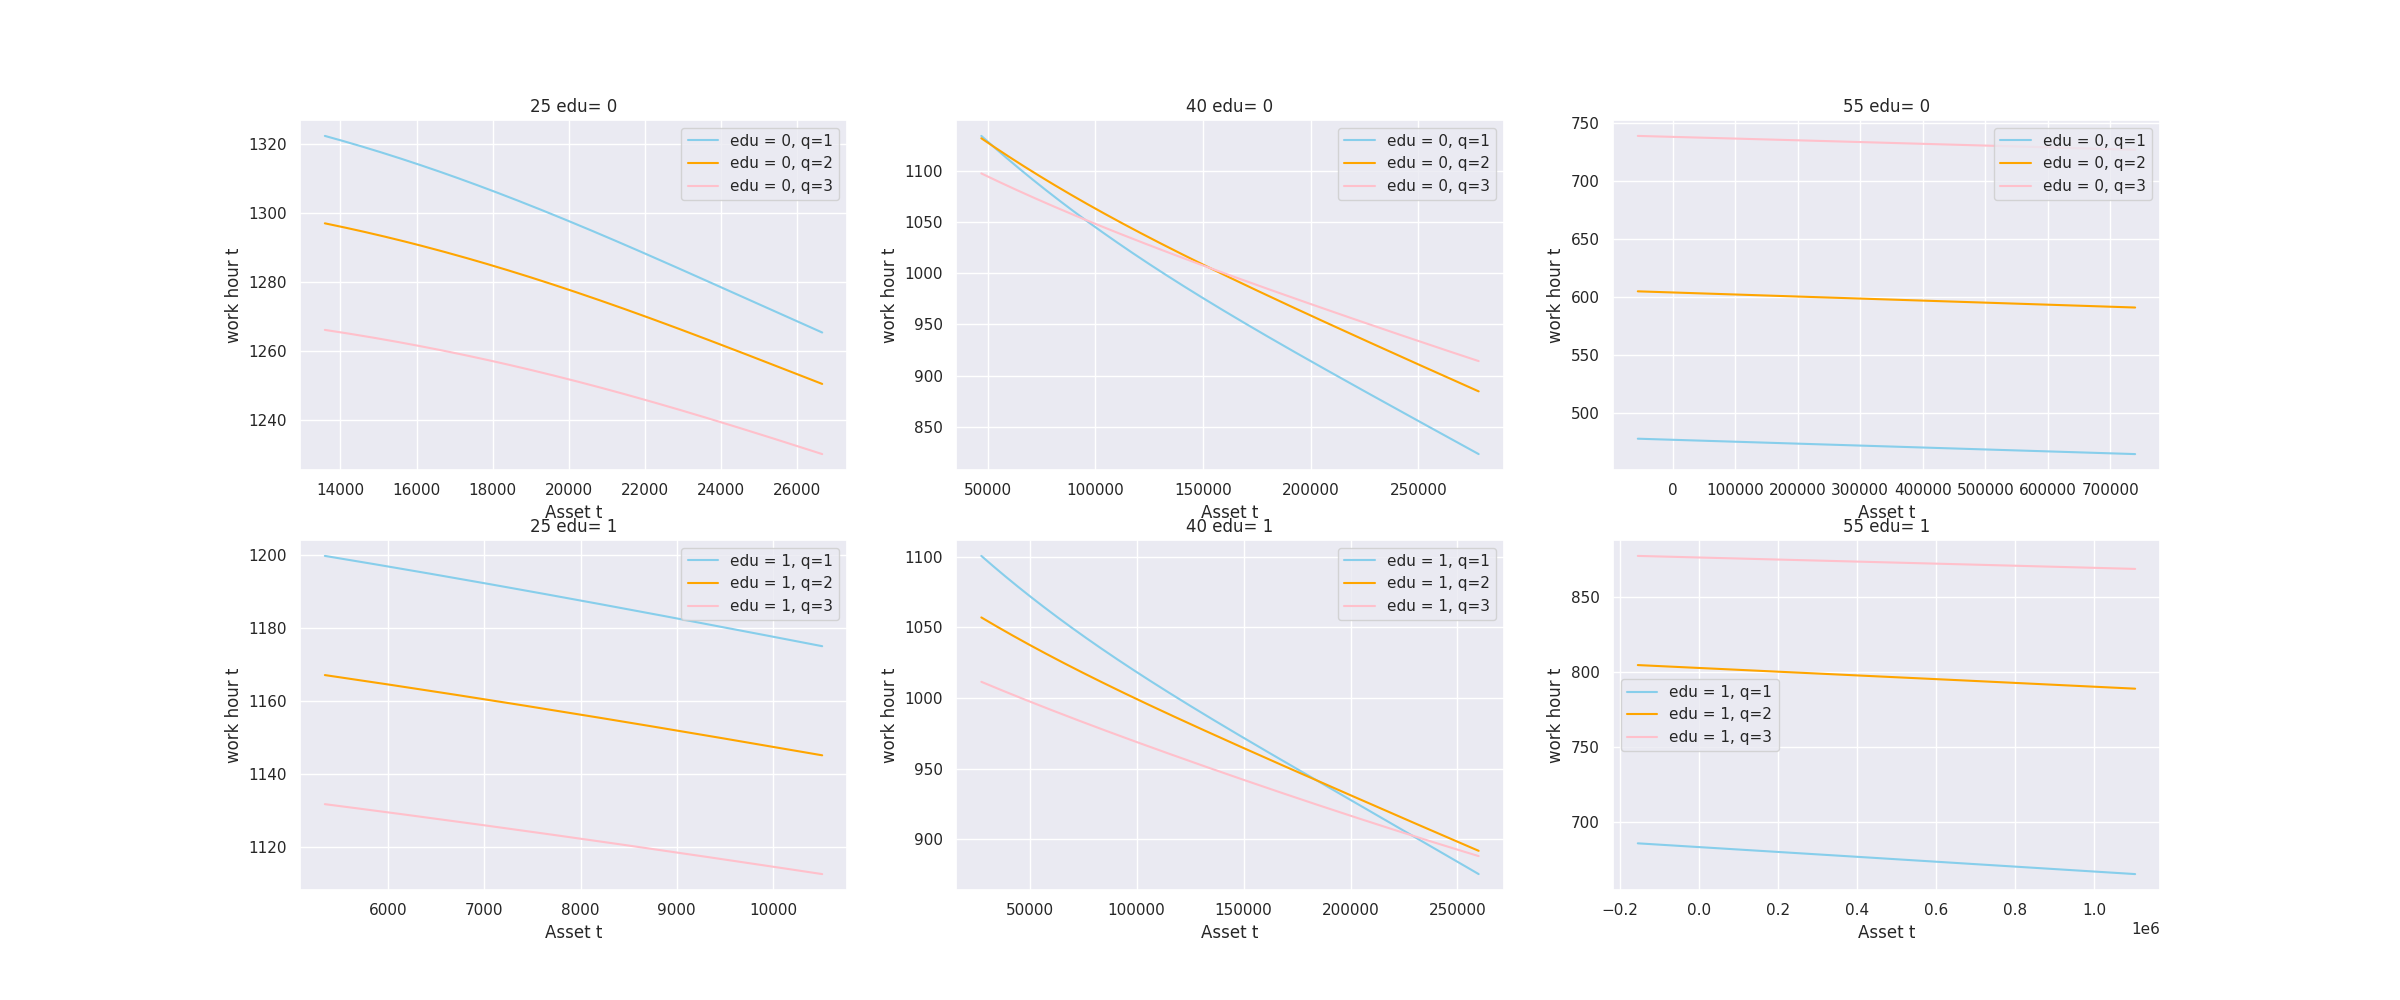 25 edu= 0
1320
1300
1280
1260
1240
work hour t
edu = 0, q=1
edu = 0, q=2
edu = 0, q=3
14000 16000 18000 20000 22000 24000 26000
Asset t
40 edu= 0
1100
1050
1000
950
900
850
work hour t
edu = 0, q=1
edu = 0, q=2
edu = 0, q=3
50000 100000 150000 200000 250000
Asset t
55 edu= 0
750
700
650
600
550
500
work hour t
edu = 0, q=1
edu = 0, q=2
edu = 0, q=3
0 100000 200000 300000 400000 500000 600000 700000
Asset t
25 edu= 1
1200
1180
1160
1140
1120
work hour t
edu = 1, q=1
edu = 1, q=2
edu = 1, q=3
6000 7000 8000 9000 10000
Asset t
40 edu= 1
1100
1050
1000
950
900
work hour t
edu = 1, q=1
edu = 1, q=2
edu = 1, q=3
50000 100000 150000 200000 250000
Asset t
55 edu= 1
850
800
750
700
work hour t
edu = 1, q=1
edu = 1, q=2
edu = 1, q=3
−0.2 0.0 0.2 0.4 0.6 0.8 1.0
1e6
Asset t